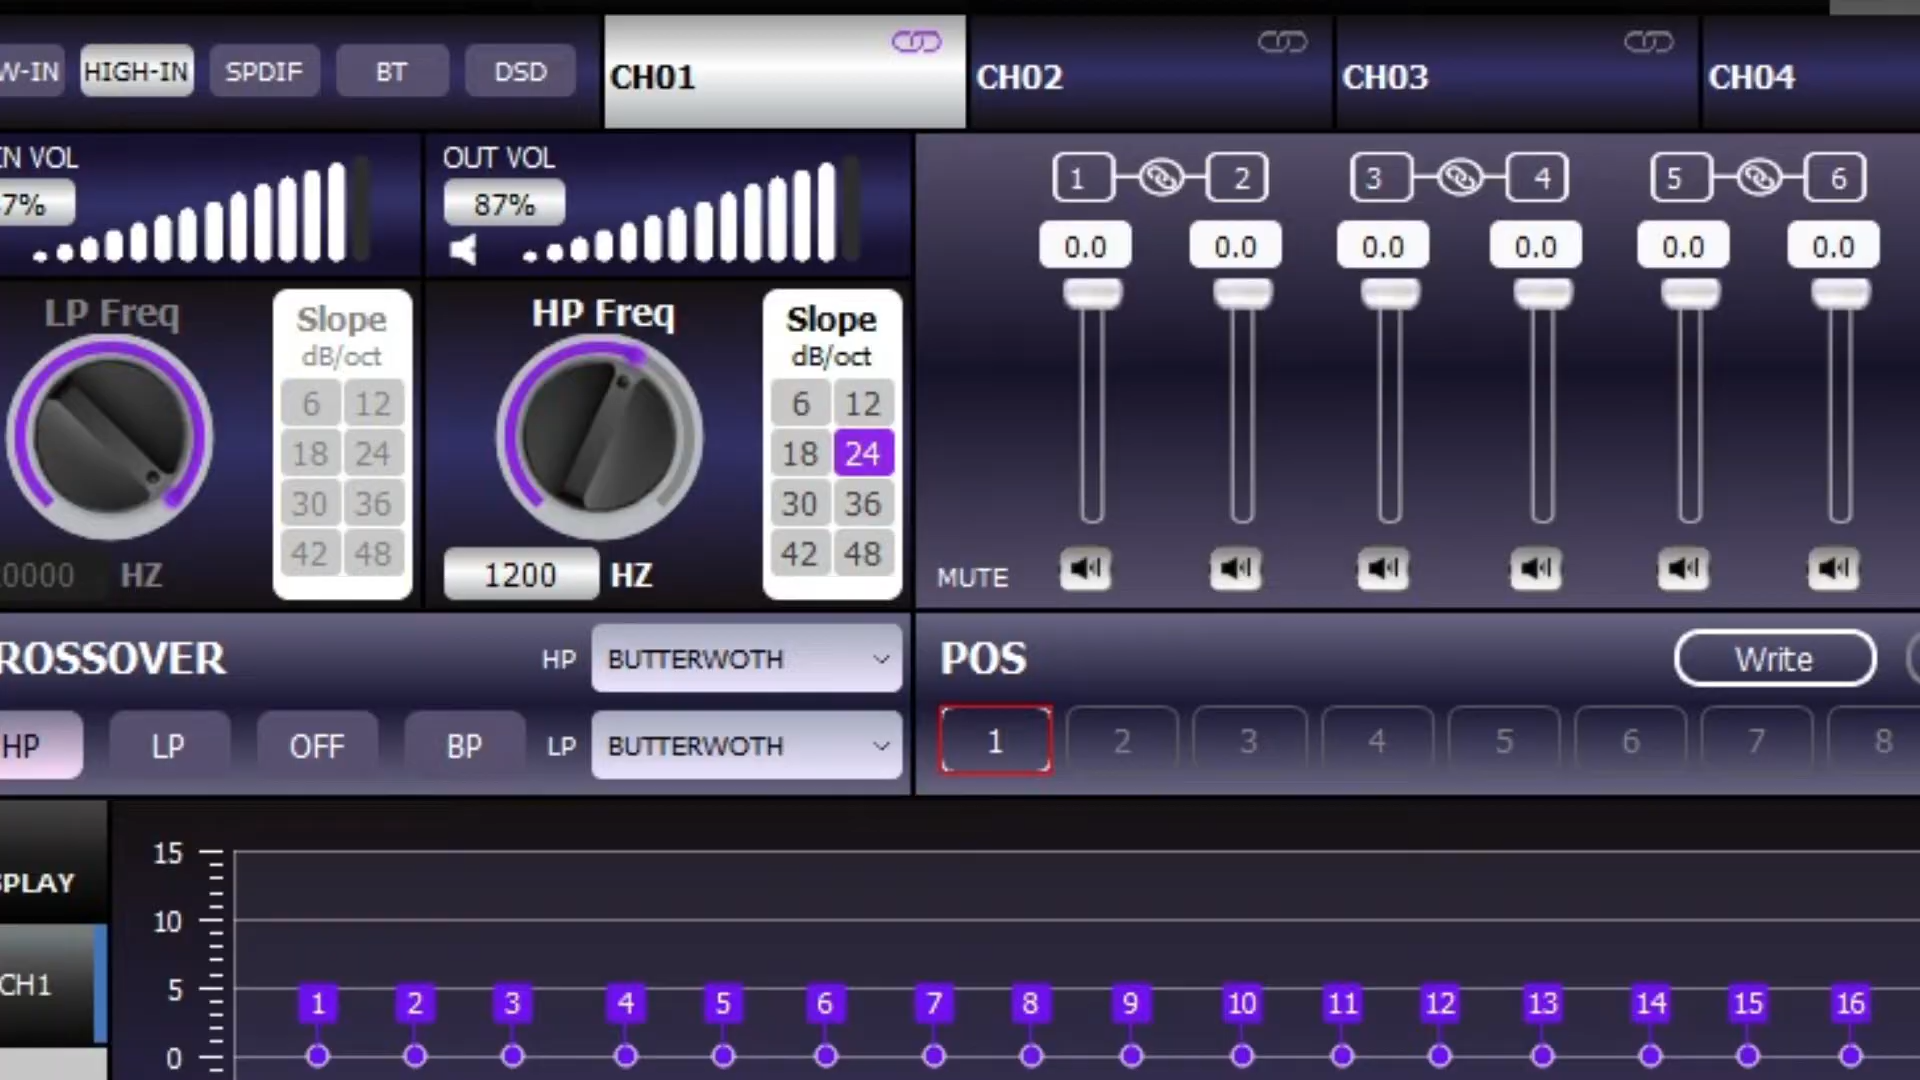 W-IN HIGH-IN SPDIF BT DSD CH01 CH02 CH03 CH04
N VOL OUT VOL
7% 87%
1 2 3 4 5 6
0.0 0.0 0.0 0.0 0.0 0.0
LP Freq Slope HP Freq Slope
dB/oct dB/oct
6 12 6 12
18 24 18 24
30 36 30 36
42 48 42 48
0000 HZ 1200 HZ MUTE
ROSSOVER HP BUTTERWOTH POS Write
HP LP OFF BP LP BUTTERWOTH 1 2 3 4 5 6 7 8
15
PLAY
10
CH1
5
1 2 3 4 5 6 7 8 9 10 11 12 13 14 15 16
0